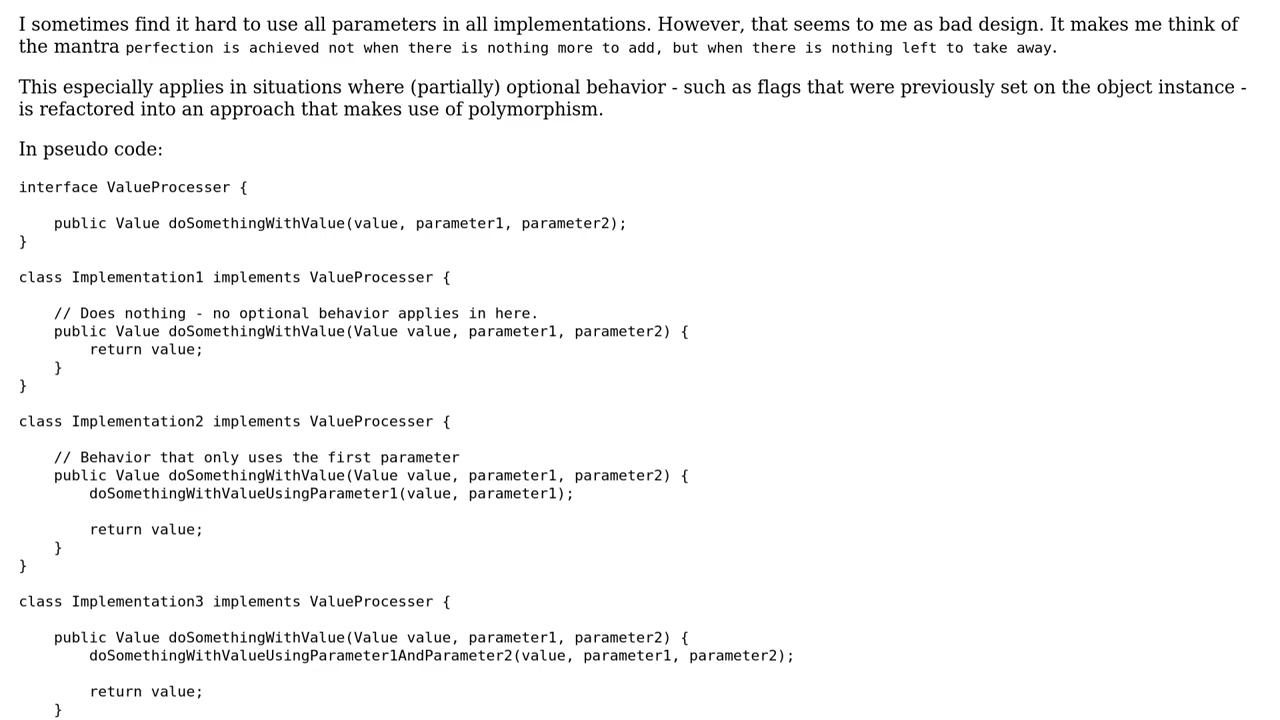 I sometimes find it hard to use all parameters in all implementations. However, that seems to me as bad design. It makes me think of
the mantra perfection is achieved not when there is nothing more to add, but when there is nothing left to take away.
This especially applies in situations where (partially) optional behavior - such as flags that were previously set on the object instance -
is refactored into an approach that makes use of polymorphism.
In pseudo code:
interface ValueProcesser {
    public Value doSomethingWithValue(value, parameter1, parameter2);
}
class Implementation1 implements ValueProcesser {
    // Does nothing - no optional behavior applies in here.
    public Value doSomethingWithValue(Value value, parameter1, parameter2) {
        return value;
    }
}
class Implementation2 implements ValueProcesser {
    // Behavior that only uses the first parameter
    public Value doSomethingWithValue(Value value, parameter1, parameter2) {
        doSomethingWithValueUsingParameter1(value, parameter1);
        return value;
    }
}
class Implementation3 implements ValueProcesser {
    public Value doSomethingWithValue(Value value, parameter1, parameter2) {
        doSomethingWithValueUsingParameter1AndParameter2(value, parameter1, parameter2);
        return value;
    }